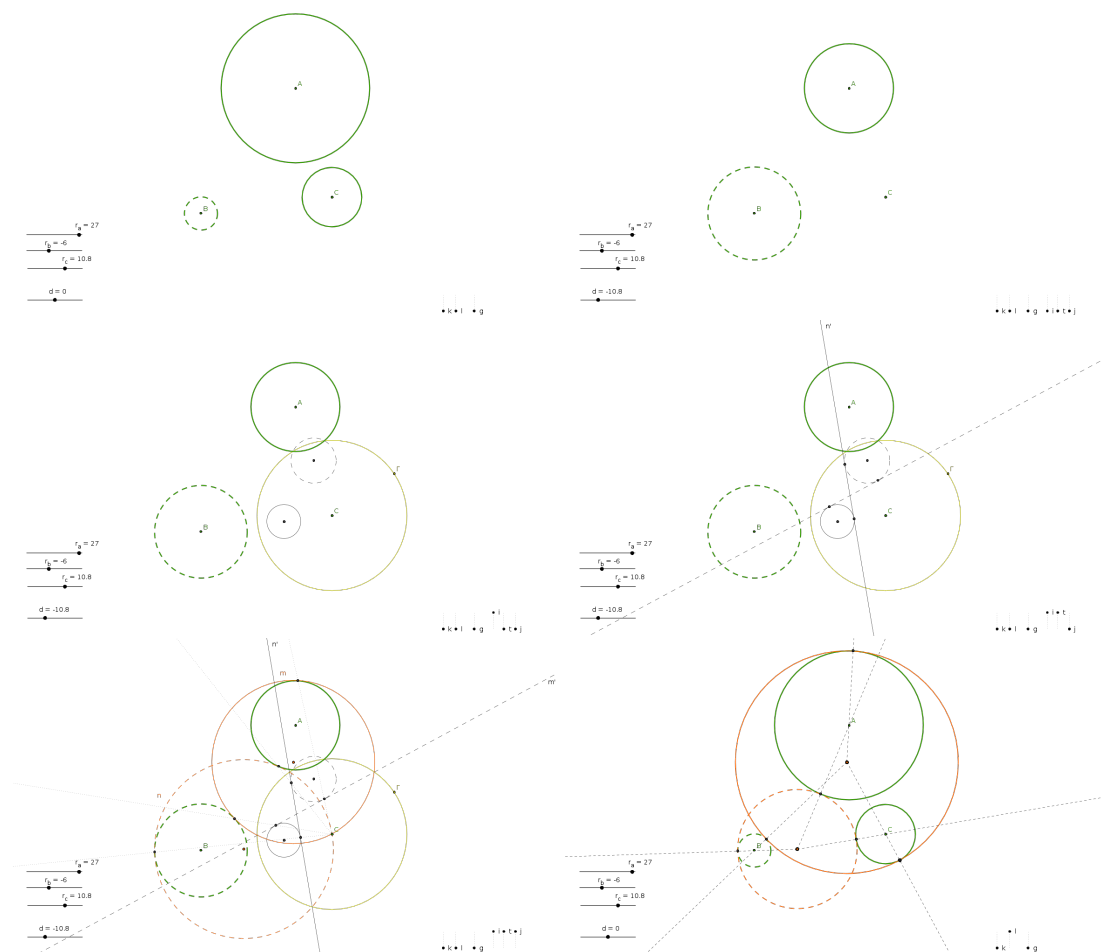 A
B
C
r_a = 27
r_b = -6
r_c = 10.8
d = 0
k l g
A
B
C
r_a = 27
r_b = -6
r_c = 10.8
d = -10.8
k l g i t j
A
Γ
C
B
r_a = 27
r_b = -6
r_c = 10.8
d = -10.8
i
k l g t j
n'
A
Γ
C
B
r_a = 27
r_b = -6
r_c = 10.8
d = -10.8
i t
k l g j
n'
m
m'
A
Γ
n
C
B
r_a = 27
r_b = -6
r_c = 10.8
d = -10.8
i t j
k l g
A
C
B
r_a = 27
r_b = -6
r_c = 10.8
d = 0
l
k g